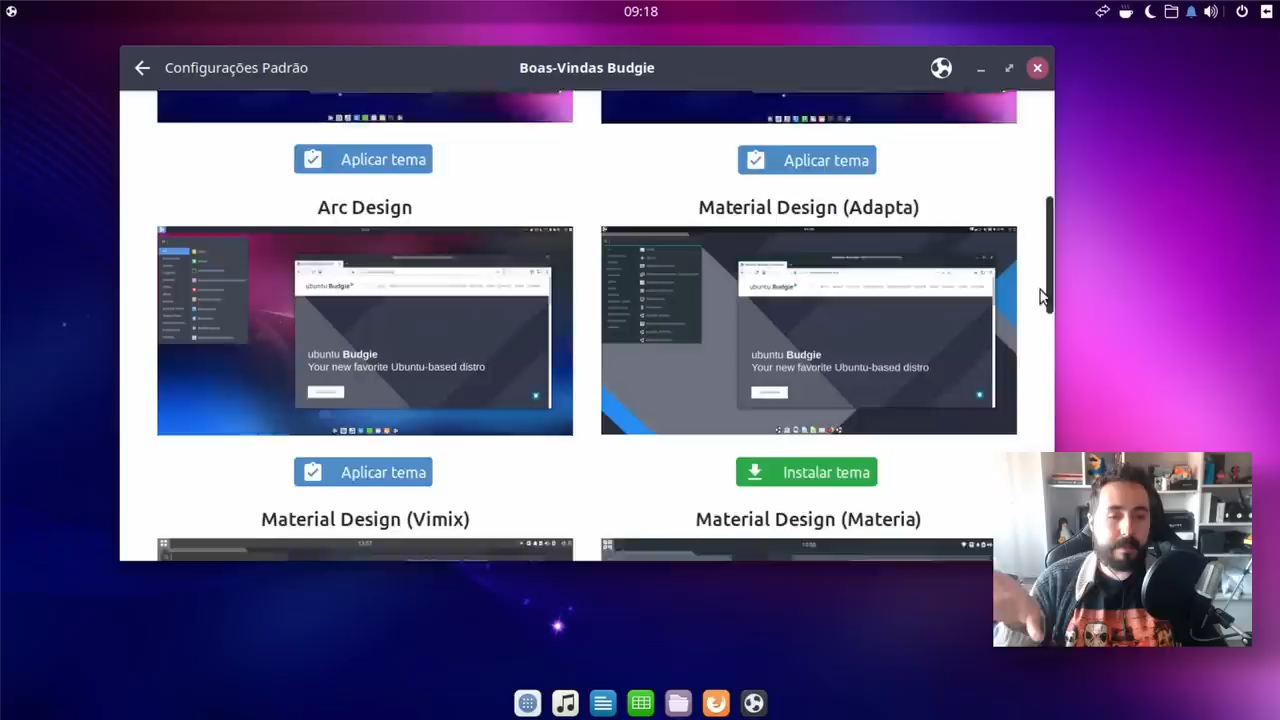 09:18
Configurações Padrão
Boas-Vindas Budgie
Aplicar tema
Aplicar tema
Arc Design
Material Design (Adapta)
ubuntu Budgie
ubuntu Budgie
Your new favorite Ubuntu-based distro
ubuntu Budgie
ubuntu Budgie
Your new favorite Ubuntu-based distro
Aplicar tema
Instalar tema
Material Design (Vimix)
Material Design (Materia)